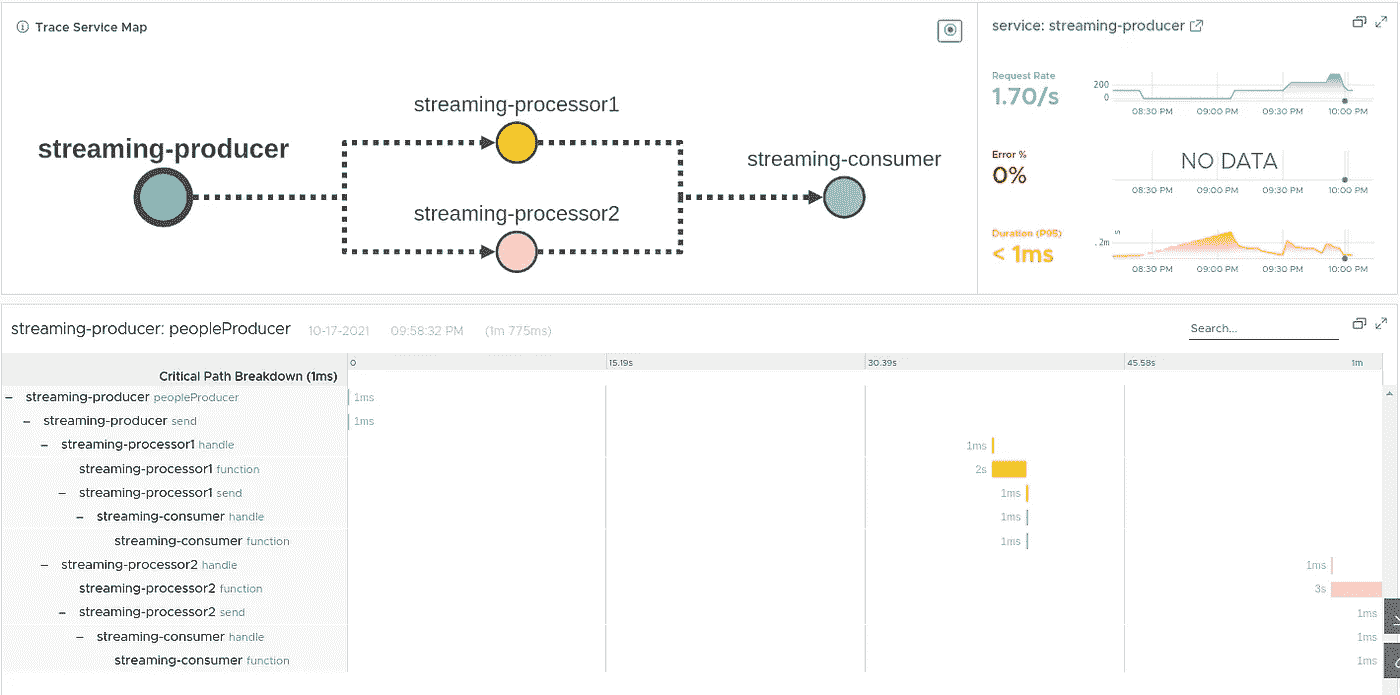 Trace Service Map
streaming-producer
streaming-processor1
streaming-processor2
streaming-consumer
service: streaming-producer
Request Rate
1.70/s
200
0
08:30 PM 09:00 PM 09:30 PM 10:00 PM
Error %
0%
NO DATA
08:30 PM 09:00 PM 09:30 PM 10:00 PM
Duration (P95)
< 1ms
s
.2m
08:30 PM 09:00 PM 09:30 PM 10:00 PM
streaming-producer: peopleProducer 10-17-2021 09:58:32 PM (1m 775ms)
Search...
0 15.19s 30.39s 45.58s 1m
Critical Path Breakdown (1ms)
streaming-producer peopleProducer 1ms
streaming-producer send 1ms
streaming-processor1 handle 1ms
streaming-processor1 function 2s
streaming-processor1 send 1ms
streaming-consumer handle 1ms
streaming-consumer function 1ms
streaming-processor2 handle 1ms
streaming-processor2 function 3s
streaming-processor2 send 1ms
streaming-consumer handle 1ms
streaming-consumer function 1ms